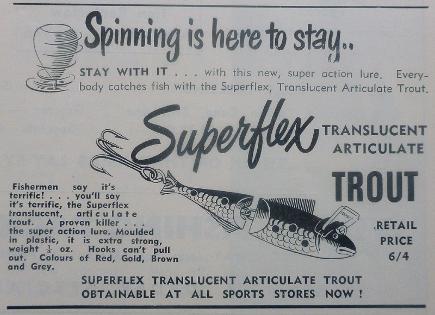 Spinning is here to stay..
STAY WITH IT . . . with this new, super action lure. Every-
body catches fish with the Superflex, Translucent Articulate Trout.
Superflex TRANSLUCENT
ARTICULATE
TROUT
RETAIL
PRICE
6/4
Fishermen say it's
terrific! . . . you'll say
it's terrific, the Superflex
translucent, articulate
trout. A proven killer . . .
the super action lure. Moulded
in plastic, it is extra strong,
weight oz. Hooks can't pull
out. Colours of Red, Gold, Brown
and Grey.
SUPERFLEX TRANSLUCENT ARTICULATE TROUT
OBTAINABLE AT ALL SPORTS STORES NOW !